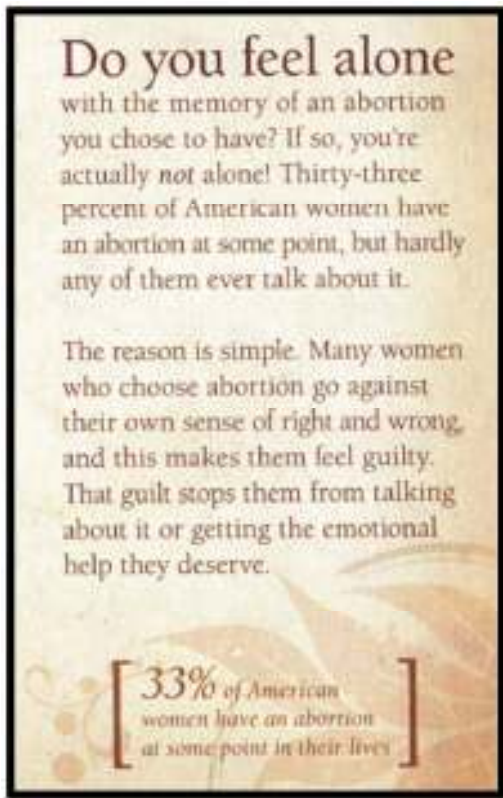 Do you feel alone
with the memory of an abortion
you chose to have? If so, you're
actually not alone! Thirty-three
percent of American women have
an abortion at some point, but hardly
any of them ever talk about it.
The reason is simple. Many women
who choose abortion go against
their own sense of right and wrong,
and this makes them feel guilty.
That guilt stops them from talking
about it or getting the emotional
help they deserve.
33% of American
women have an abortion
at some point in their lives